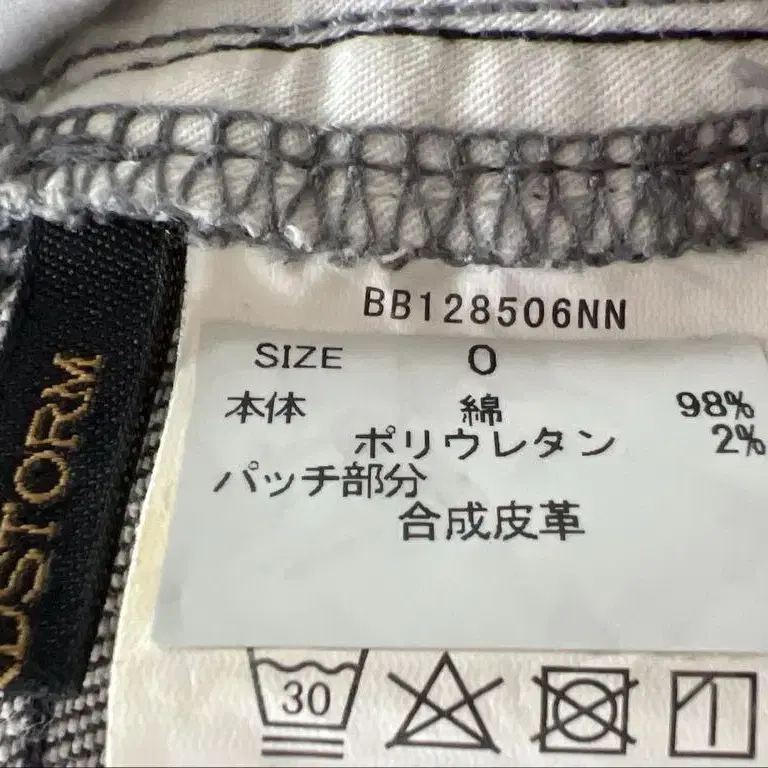 BB128506NN
SIZE 0
本体 綿 98%
ポリウレタン 2%
パッチ部分
合成皮革
30
STORM